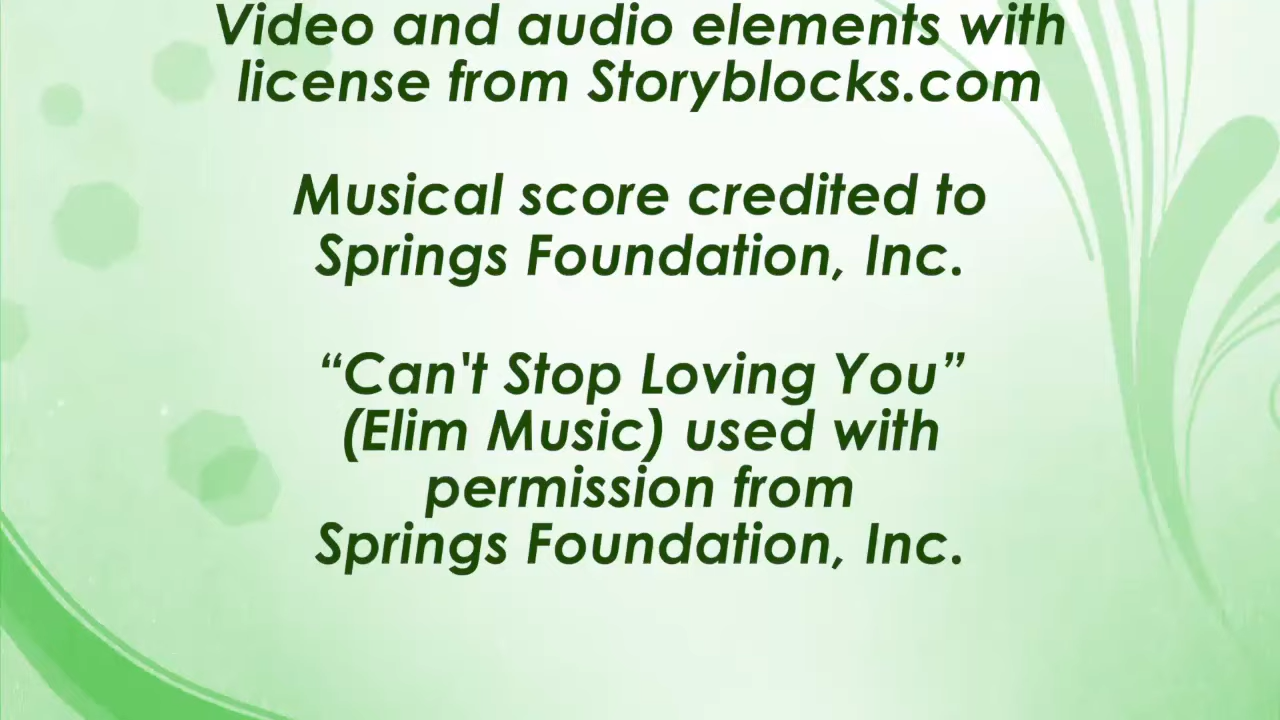 Video and audio elements with
license from Storyblocks.com
Musical score credited to
Springs Foundation, Inc.
“Can't Stop Loving You”
(Elim Music) used with
permission from
Springs Foundation, Inc.